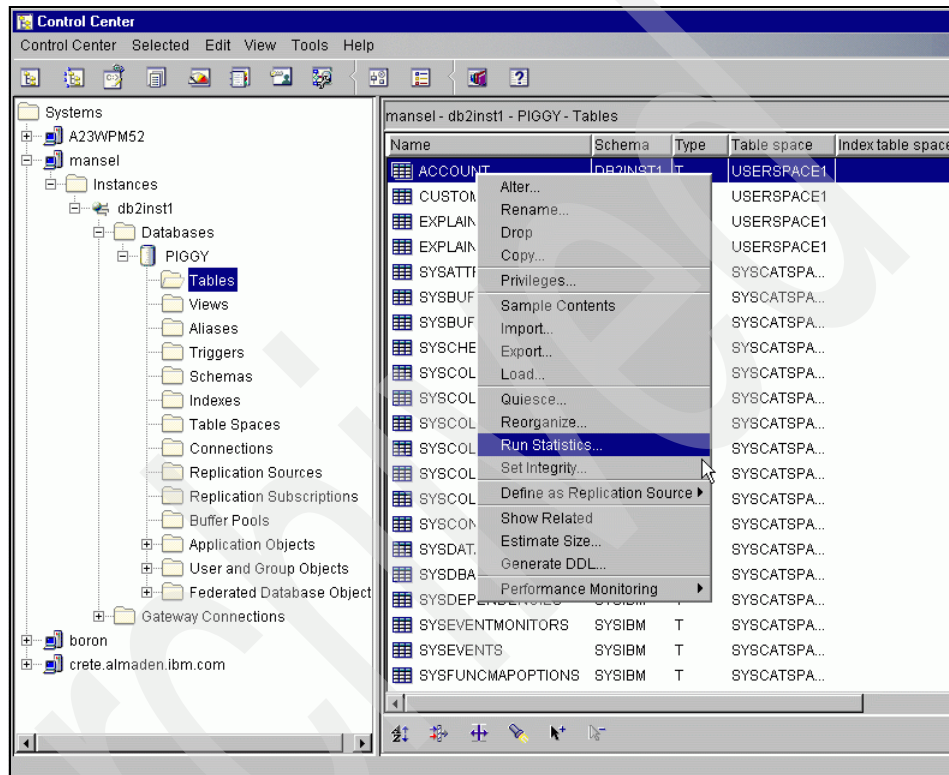 Control Center
Control Center Selected Edit View Tools Help
Systems
A23WPM52
mansel
Instances
db2inst1
Databases
PIGGY
Tables
Views
Aliases
Triggers
Schemas
Indexes
Table Spaces
Connections
Replication Sources
Replication Subscriptions
Buffer Pools
Application Objects
User and Group Objects
Federated Database Object
Gateway Connections
boron
crete.almaden.ibm.com
mansel - db2inst1 - PIGGY - Tables
Name Schema Type Table space Index table space
ACCOUNT DB2INST1 T USERSPACE1
CUSTOM USERSPACE1
EXPLAIN USERSPACE1
EXPLAIN USERSPACE1
SYSATTR SYSCATSPA...
SYSBUF SYSCATSPA...
SYSBUF SYSCATSPA...
SYSCHE SYSCATSPA...
SYSCOL SYSCATSPA...
SYSCOL SYSCATSPA...
SYSCOL SYSCATSPA...
SYSCOL SYSCATSPA...
SYSCOL SYSCATSPA...
SYSCOL SYSCATSPA...
SYSCON SYSCATSPA...
SYSDAT SYSCATSPA...
SYSDBA SYSCATSPA...
SYSDEPENDENCIES SYSIBM T SYSCATSPA...
SYSEVENTMONITORS SYSIBM T SYSCATSPA...
SYSEVENTS SYSIBM T SYSCATSPA...
SYSFUNCMAPOPTIONS SYSIBM T SYSCATSPA...
Alter...
Rename...
Drop
Copy...
Privileges...
Sample Contents
Import...
Export...
Load...
Quiesce...
Reorganize...
Run Statistics...
Set Integrity...
Define as Replication Source
Show Related
Estimate Size...
Generate DDL...
Performance Monitoring